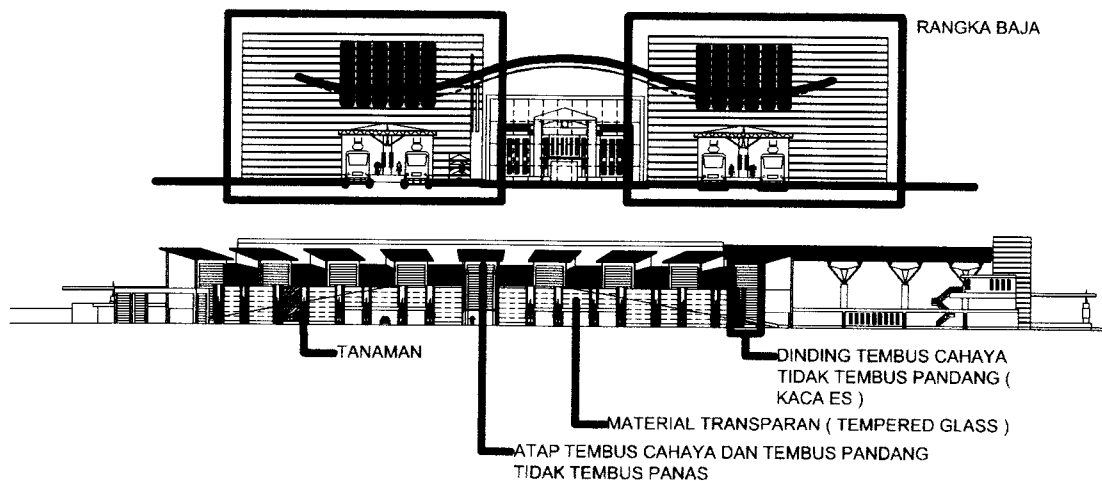 RANGKA BAJA
TANAMAN
DINDING TEMBUS CAHAYA
TIDAK TEMBUS PANDANG (
KACA ES )
MATERIAL TRANSPARAN ( TEMPERED GLASS )
ATAP TEMBUS CAHAYA DAN TEMBUS PANDANG
TIDAK TEMBUS PANAS